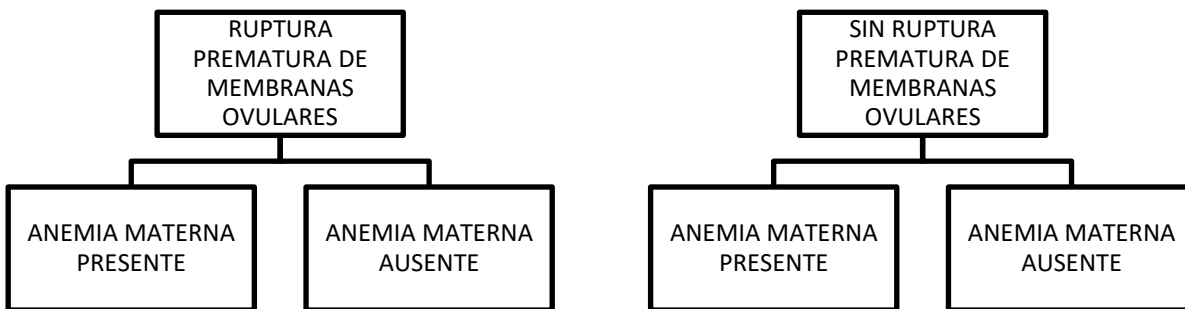 RUPTURA
PREMATURA DE
MEMBRANAS
OVULARES
SIN RUPTURA
PREMATURA DE
MEMBRANAS
OVULARES
ANEMIA MATERNA
PRESENTE
ANEMIA MATERNA
AUSENTE
ANEMIA MATERNA
PRESENTE
ANEMIA MATERNA
AUSENTE